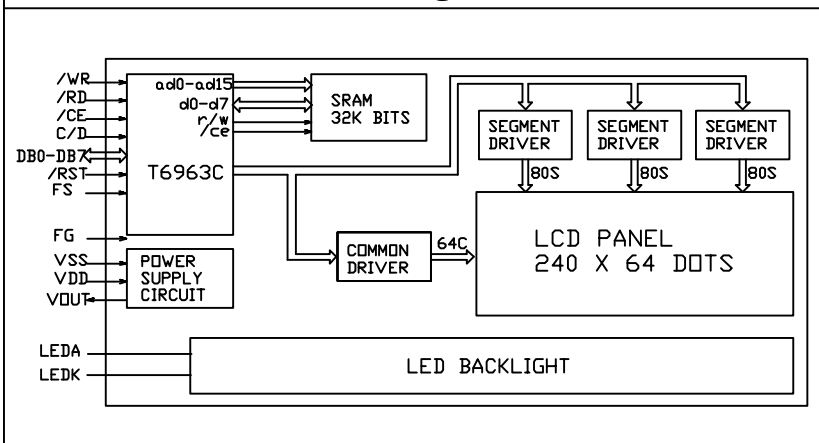 /WR
/RD
/CE
C/D
DB0-DB7
/RST
FS
FG
VSS
VDD
VOUT
LEDA
LEDK
ad0-ad15
d0-d7
r/w
/ce
T6963C
SRAM
32K BITS
SEGMENT
DRIVER
SEGMENT
DRIVER
SEGMENT
DRIVER
80S
80S
80S
COMMON
DRIVER
64C
LCD PANEL
240 X 64 DOTS
POWER
SUPPLY
CIRCUIT
LED BACKLIGHT